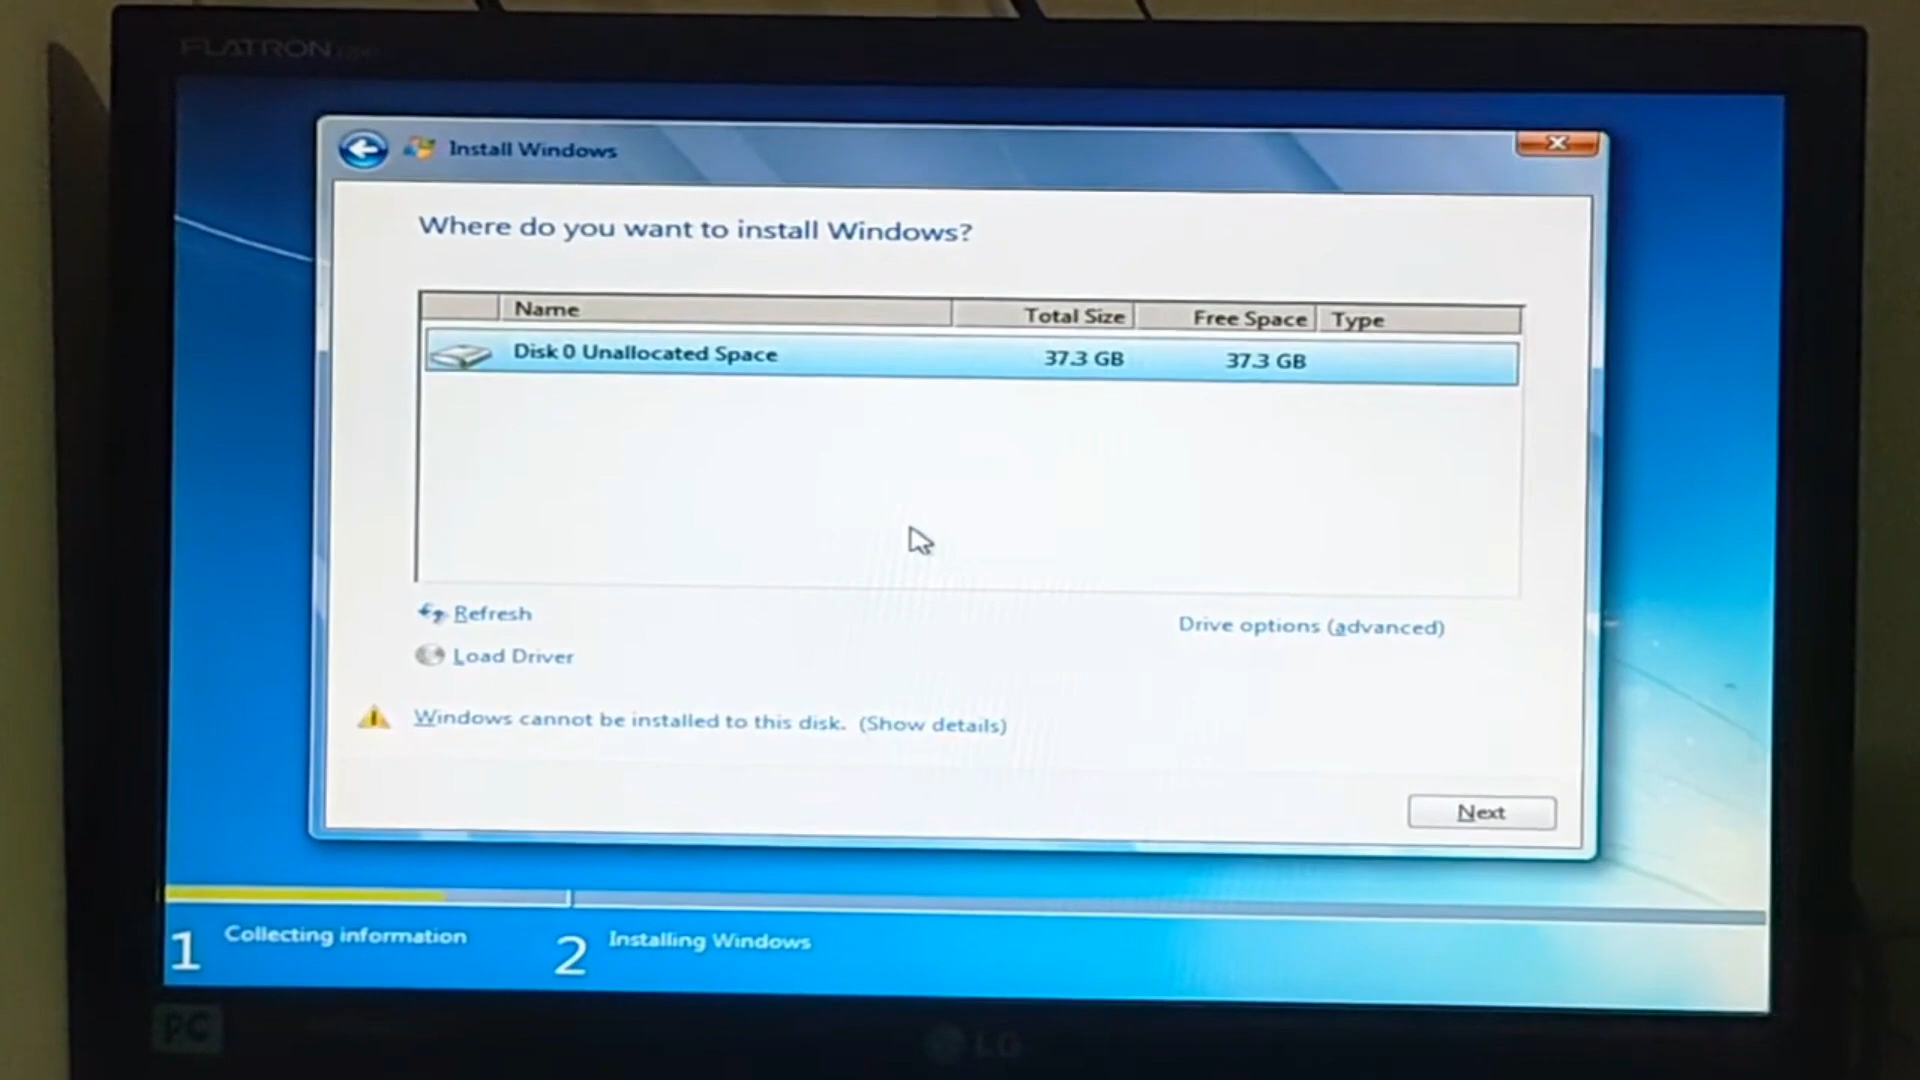 FLATRON
Install Windows
Where do you want to install Windows?
Name Total Size Free Space Type
Disk 0 Unallocated Space 37.3 GB 37.3 GB
Refresh
Drive options (advanced)
Load Driver
Windows cannot be installed to this disk. (Show details)
Next
1 Collecting information 2 Installing Windows
PC
LG